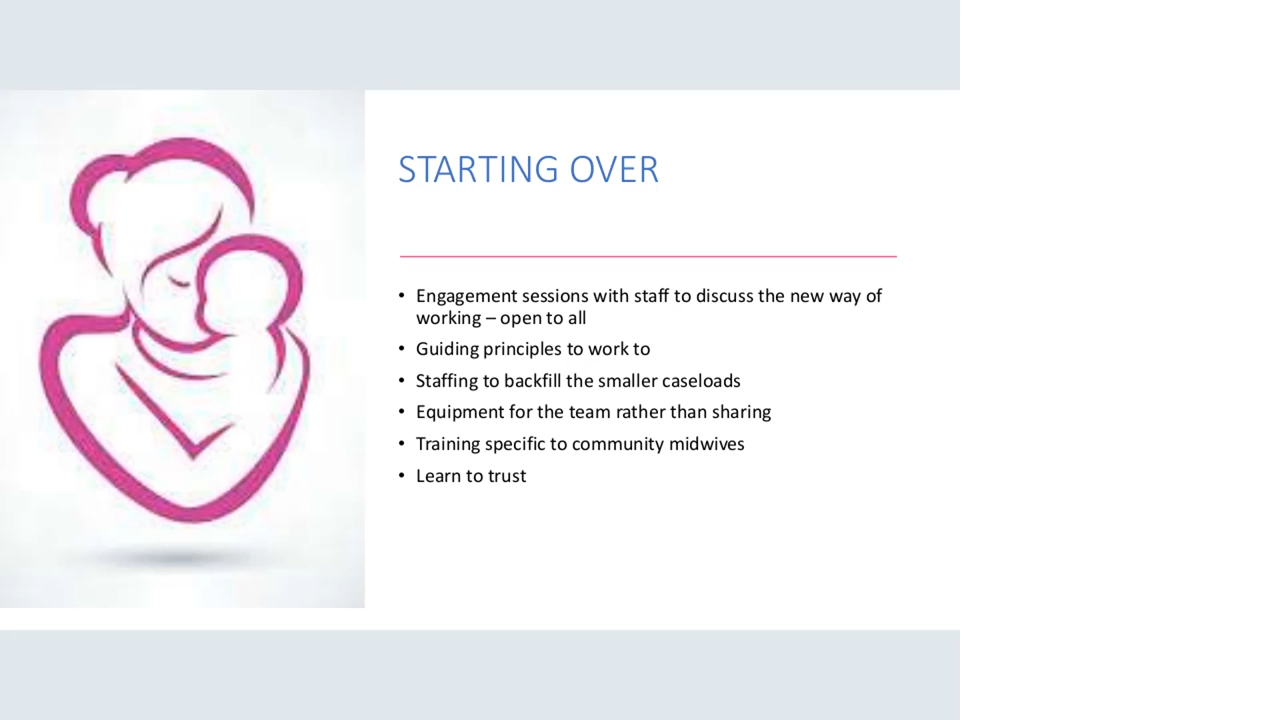 STARTING OVER
• Engagement sessions with staff to discuss the new way of
working – open to all
• Guiding principles to work to
• Staffing to backfill the smaller caseloads
• Equipment for the team rather than sharing
• Training specific to community midwives
• Learn to trust